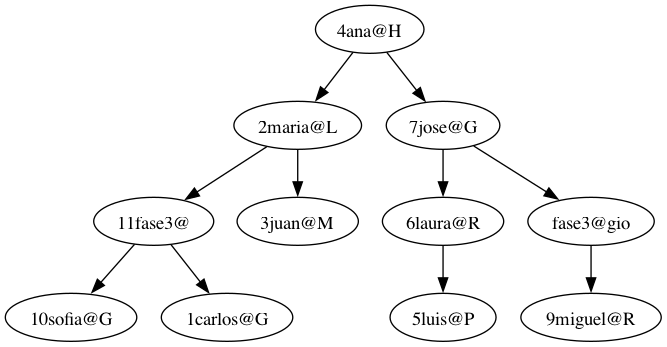 4ana@H
2maria@L
7jose@G
11fase3@
3juan@M
6laura@R
fase3@gio
10sofia@G
1carlos@G
5luis@P
9miguel@R